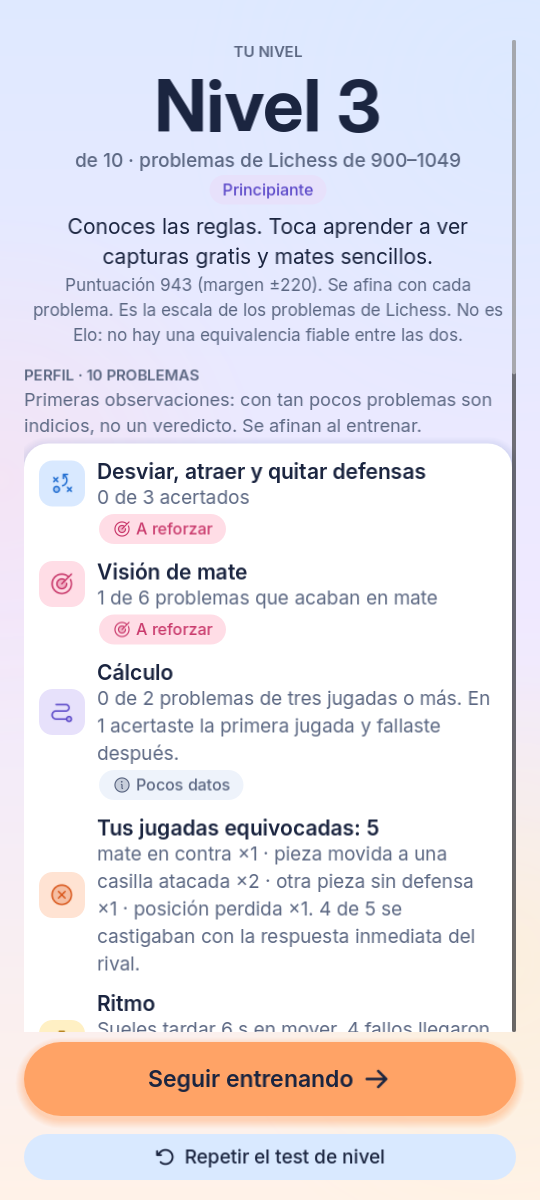 TU NIVEL
Nivel 3
de 10 · problemas de Lichess de 900–1049
Principiante
Conoces las reglas. Toca aprender a ver
capturas gratis y mates sencillos.
Puntuación 943 (margen ±220). Se afina con cada
problema. Es la escala de los problemas de Lichess. No es
Elo: no hay una equivalencia fiable entre las dos.
PERFIL · 10 PROBLEMAS
Primeras observaciones: con tan pocos problemas son
indicios, no un veredicto. Se afinan al entrenar.
Desviar, atraer y quitar defensas
0 de 3 acertados
A reforzar
Visión de mate
1 de 6 problemas que acaban en mate
A reforzar
Cálculo
0 de 2 problemas de tres jugadas o más. En
1 acertaste la primera jugada y fallaste
después.
Pocos datos
Tus jugadas equivocadas: 5
mate en contra ×1 · pieza movida a una
casilla atacada ×2 · otra pieza sin defensa
×1 · posición perdida ×1. 4 de 5 se
castigaban con la respuesta inmediata del
rival.
Ritmo
Sueles tardar 6 s en mover. 4 fallos llegaron
Seguir entrenando
Repetir el test de nivel